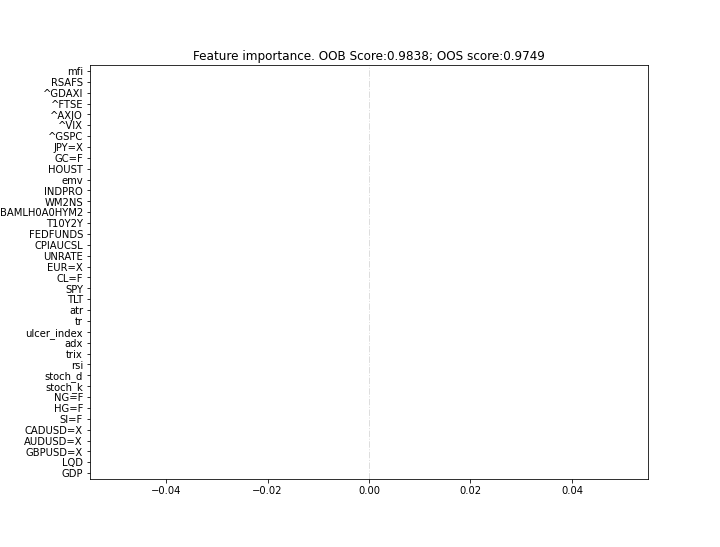 Feature importance. OOB Score:0.9838; OOS score:0.9749
mfi
RSAFS
^GDAXI
^FTSE
^AXJO
^VIX
^GSPC
JPY=X
GC=F
HOUST
emv
INDPRO
WM2NS
BAMLH0A0HYM2
T10Y2Y
FEDFUNDS
CPIAUCSL
UNRATE
EUR=X
CL=F
SPY
TLT
atr
tr
ulcer_index
adx
trix
rsi
stoch_d
stoch_k
NG=F
HG=F
SI=F
CADUSD=X
AUDUSD=X
GBPUSD=X
LQD
GDP
−0.04 −0.02 0.00 0.02 0.04